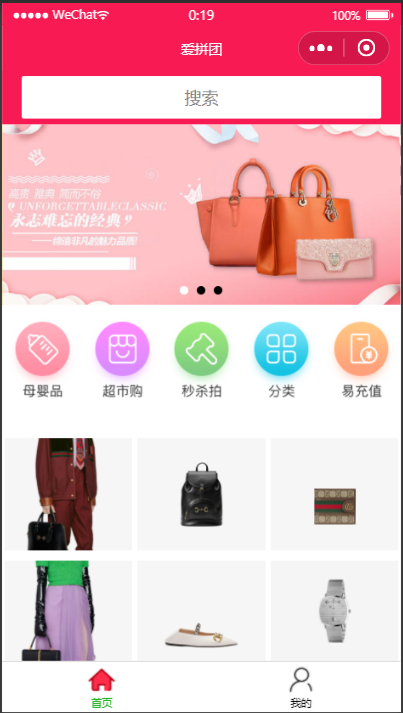 WeChat
0:19
100%
爱拼团
搜索
高贵 雅典 简而不俗
UNFORGETTABLECLASSIC
永志难忘的经典
——缔造非凡的魅力品质
母婴品
超市购
秒杀拍
分类
易充值
首页
我的